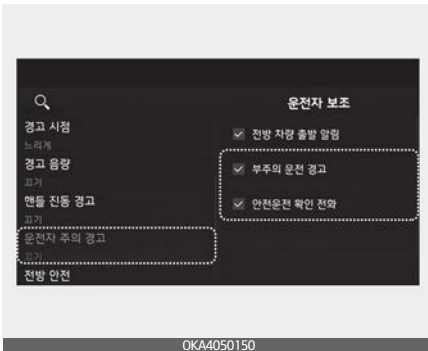 운전자 보조
경고 시점
느리게
경고 음량
끄기
핸들 진동 경고
끄기
운전자 주의 경고
끄기
전방 안전
전방 차량 출발 알림
부주의 운전 경고
안전운전 확인 전화
OKA4050150